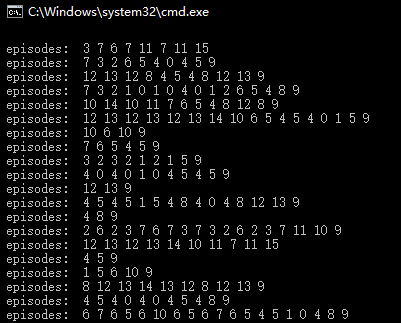 C:\Windows\system32\cmd.exe
episodes: 3 7 6 7 11 7 11 15
episodes: 7 3 2 6 5 4 0 4 5 9
episodes: 12 13 12 8 4 5 4 8 12 13 9
episodes: 7 3 2 1 0 1 0 4 0 1 2 6 5 4 8 9
episodes: 10 14 10 11 7 6 5 4 8 12 8 9
episodes: 12 13 12 13 12 13 14 10 6 5 4 5 4 0 1 5 9
episodes: 10 6 10 9
episodes: 7 6 5 4 5 9
episodes: 3 2 3 2 1 2 1 5 9
episodes: 4 0 4 0 1 0 4 5 4 5 9
episodes: 12 13 9
episodes: 4 5 4 5 1 5 4 8 4 0 4 8 12 13 9
episodes: 4 8 9
episodes: 2 6 2 3 7 6 7 3 7 3 2 6 2 3 7 11 10 9
episodes: 12 13 12 13 14 10 11 7 11 15
episodes: 4 5 9
episodes: 1 5 6 10 9
episodes: 8 12 13 14 13 12 8 12 13 9
episodes: 4 5 4 0 4 0 4 5 4 8 9
episodes: 6 7 6 5 6 10 6 5 6 7 6 5 4 5 1 0 4 8 9